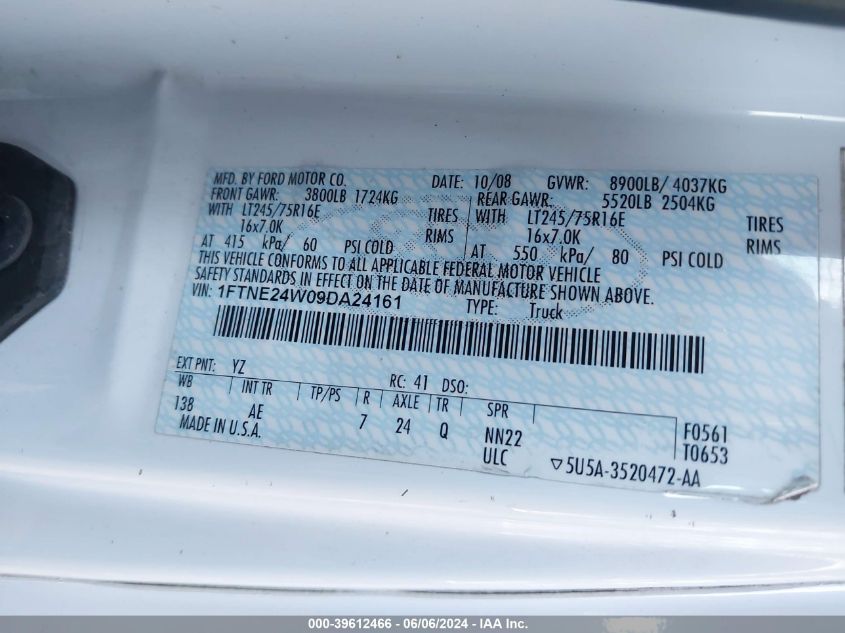 MFD. BY FORD MOTOR CO. DATE: 10/08 GVWR: 8900LB/ 4037KG
FRONT GAWR: 3800LB 1724KG REAR GAWR: 5520LB 2504KG
WITH LT245/75R16E TIRES WITH LT245/75R16E TIRES
16x7.0K RIMS 16x7.0K RIMS
AT 415 kPa/ 60 PSI COLD AT 550 kPa/ 80 PSI COLD
THIS VEHICLE CONFORMS TO ALL APPLICABLE FEDERAL MOTOR VEHICLE
SAFETY STANDARDS IN EFFECT ON THE DATE OF MANUFACTURE SHOWN ABOVE.
VIN: 1FTNE24W09DA24161 TYPE: Truck
EXT PNT: YZ RC: 41 DSO:
WB INT TR TP/PS R AXLE TR SPR
138 AE 7 24 Q NN22 F0561
MADE IN U.S.A. ULC T0653
▽5U5A-3520472-AA
000-39612466 - 06/06/2024 - IAA Inc.